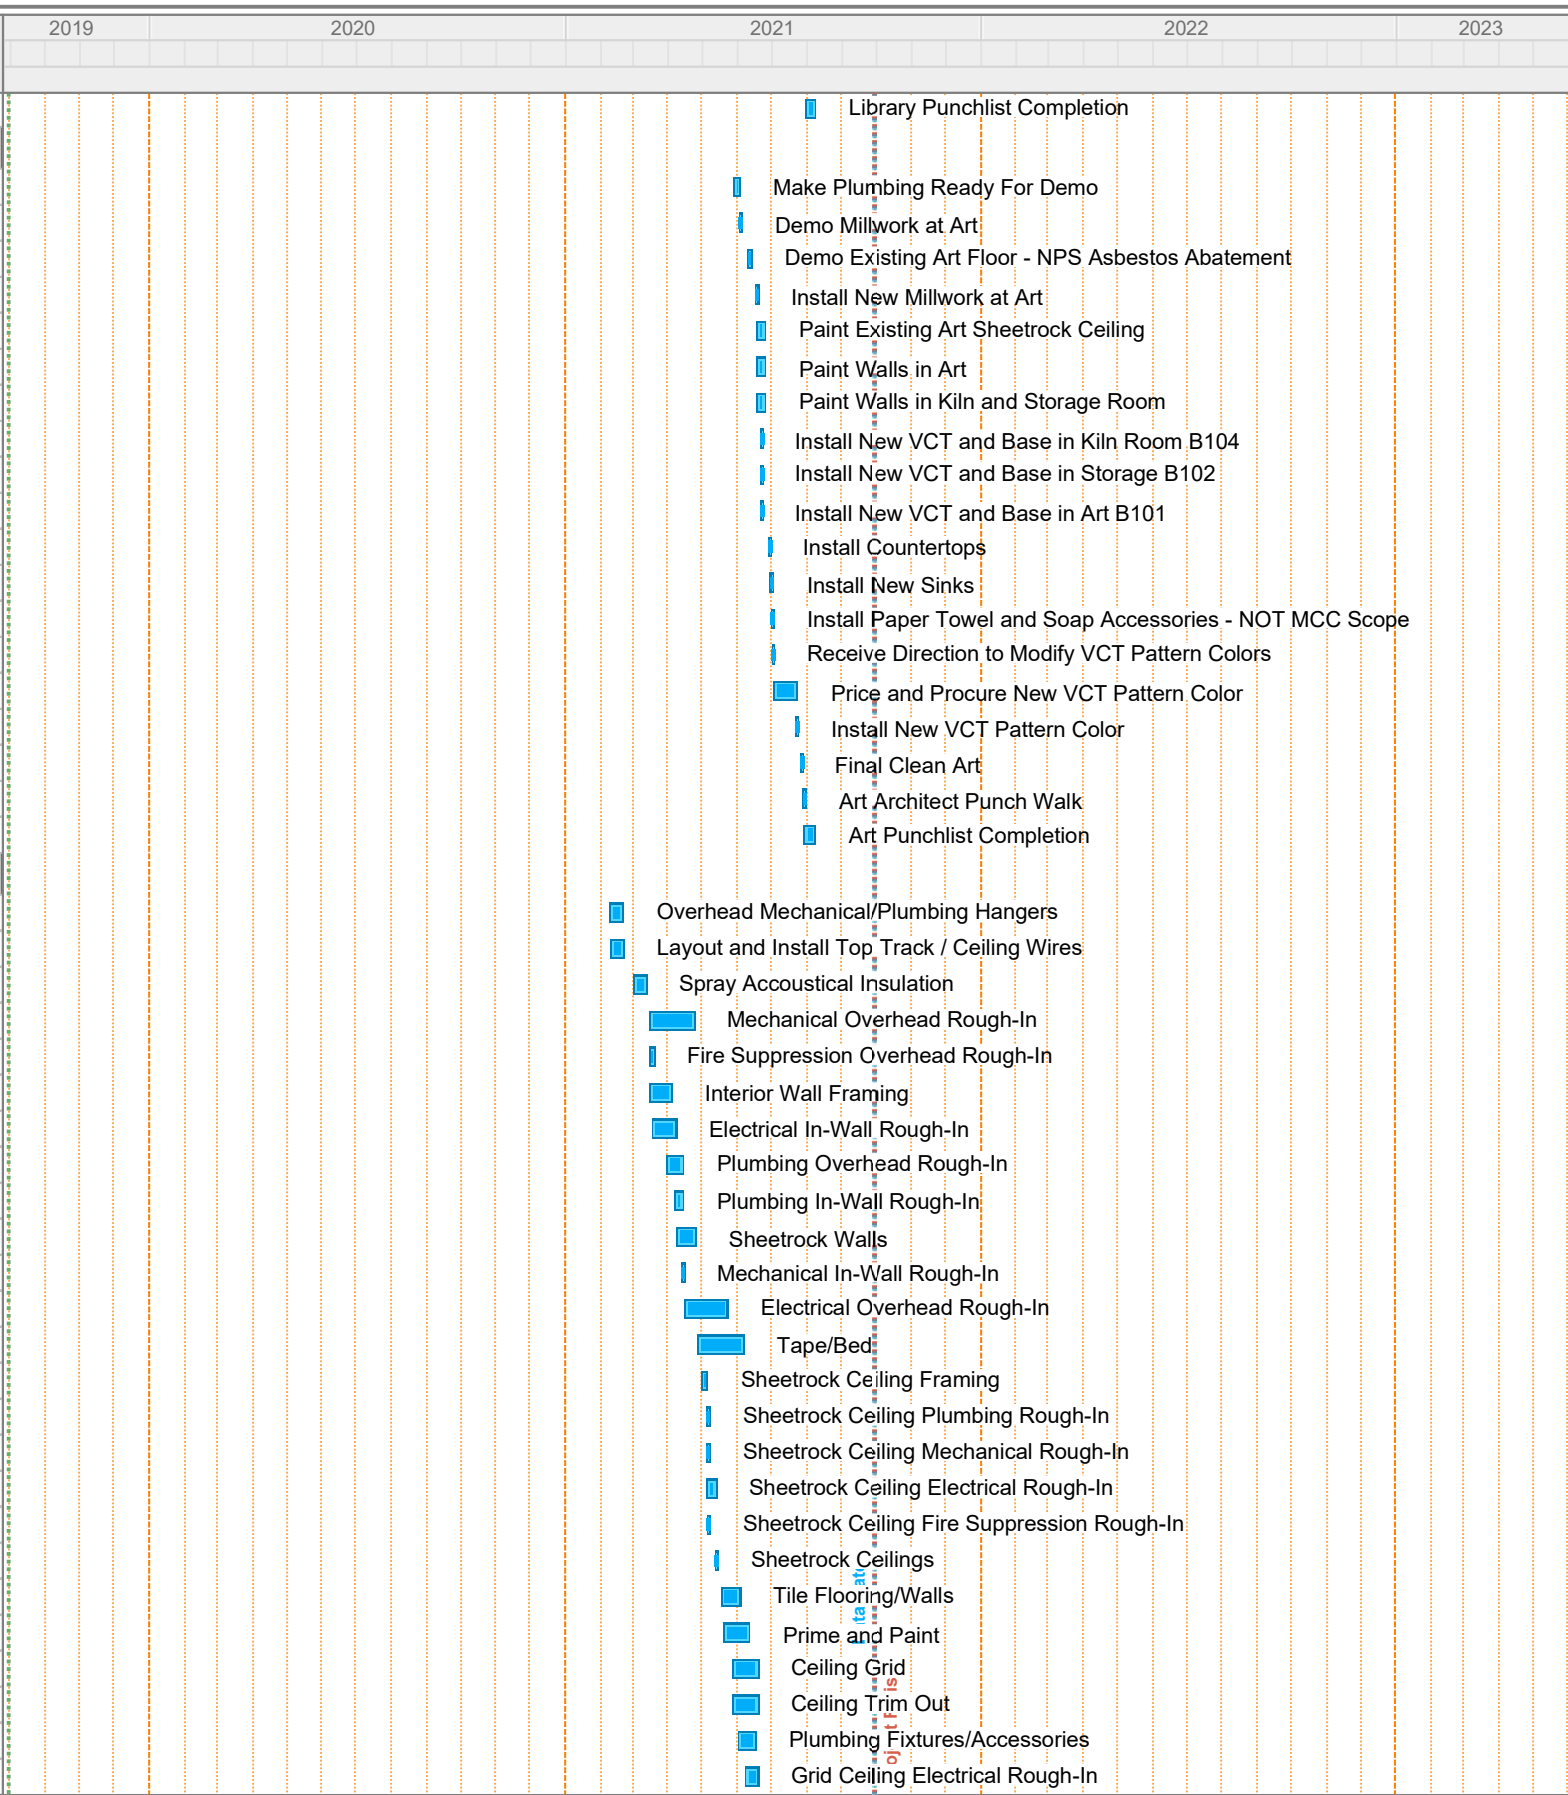 2019 2020 2021 2022 2023
Library Punchlist Completion
Make Plumbing Ready For Demo
Demo Millwork at Art
Demo Existing Art Floor - NPS Asbestos Abatement
Install New Millwork at Art
Paint Existing Art Sheetrock Ceiling
Paint Walls in Art
Paint Walls in Kiln and Storage Room
Install New VCT and Base in Kiln Room B104
Install New VCT and Base in Storage B102
Install New VCT and Base in Art B101
Install Countertops
Install New Sinks
Install Paper Towel and Soap Accessories - NOT MCC Scope
Receive Direction to Modify VCT Pattern Colors
Price and Procure New VCT Pattern Color
Install New VCT Pattern Color
Final Clean Art
Art Architect Punch Walk
Art Punchlist Completion
Overhead Mechanical/Plumbing Hangers
Layout and Install Top Track / Ceiling Wires
Spray Accoustical Insulation
Mechanical Overhead Rough-In
Fire Suppression Overhead Rough-In
Interior Wall Framing
Electrical In-Wall Rough-In
Plumbing Overhead Rough-In
Plumbing In-Wall Rough-In
Sheetrock Walls
Mechanical In-Wall Rough-In
Electrical Overhead Rough-In
Tape/Bed
Sheetrock Ceiling Framing
Sheetrock Ceiling Plumbing Rough-In
Sheetrock Ceiling Mechanical Rough-In
Sheetrock Ceiling Electrical Rough-In
Sheetrock Ceiling Fire Suppression Rough-In
Sheetrock Ceilings
Tile Flooring/Walls
Prime and Paint
Ceiling Grid
Ceiling Trim Out
Plumbing Fixtures/Accessories
Grid Ceiling Electrical Rough-In